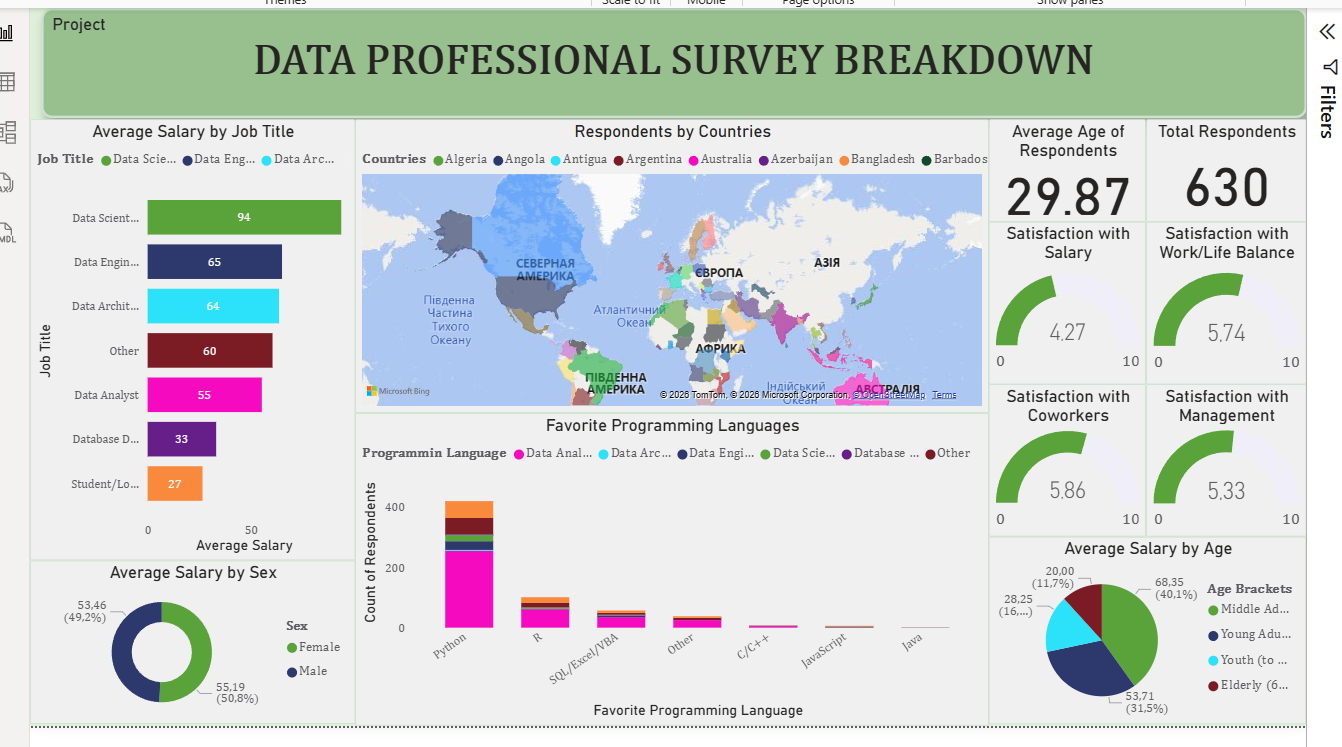 Themes
Scale to fit
Mobile
Page options
Show panes
Project
DATA PROFESSIONAL SURVEY BREAKDOWN
Filters
Average Salary by Job Title
Job Title
Data Scie...
Data Eng...
Data Arc...
Job Title
Data Scient...
94
Data Engin...
65
Data Archit...
64
Other
60
Data Analyst
55
Database D...
33
Student/Lo...
27
0
50
Average Salary
Average Salary by Sex
53,46
(49,2%)
55,19
(50,8%)
Sex
Female
Male
Respondents by Countries
Countries
Algeria
Angola
Antigua
Argentina
Australia
Azerbaijan
Bangladesh
Barbados
СЕВЕРНАЯ
АМЕРИКА
ЄВРОПА
АЗІЯ
Південна
Частина
Тихого
Океану
Атлантичний
Океан
АФРИКА
ПІВДЕННА
АМЕРИКА
Індійський
Океан
АВСТРАЛІЯ
Microsoft Bing
© 2026 TomTom, © 2026 Microsoft Corporation, © OpenStreetMap Terms
Favorite Programming Languages
Programmin Language
Data Anal...
Data Arc...
Data Engi...
Data Scie...
Database ...
Other
Count of Respondents
400
200
0
Python
R
SQL/Excel/VBA
Other
C/C++
JavaScript
Java
Favorite Programming Language
Average Age of
Respondents
29.87
Total Respondents
630
Satisfaction with
Salary
4,27
0
10
Satisfaction with
Work/Life Balance
5,74
0
10
Satisfaction with
Coworkers
5,86
0
10
Satisfaction with
Management
5,33
0
10
Average Salary by Age
20,00
(11,7%)
28,25
(16,...)
68,35
(40,1%)
53,71
(31,5%)
Age Brackets
Middle Ad...
Young Adu...
Youth (to ...
Elderly (6...